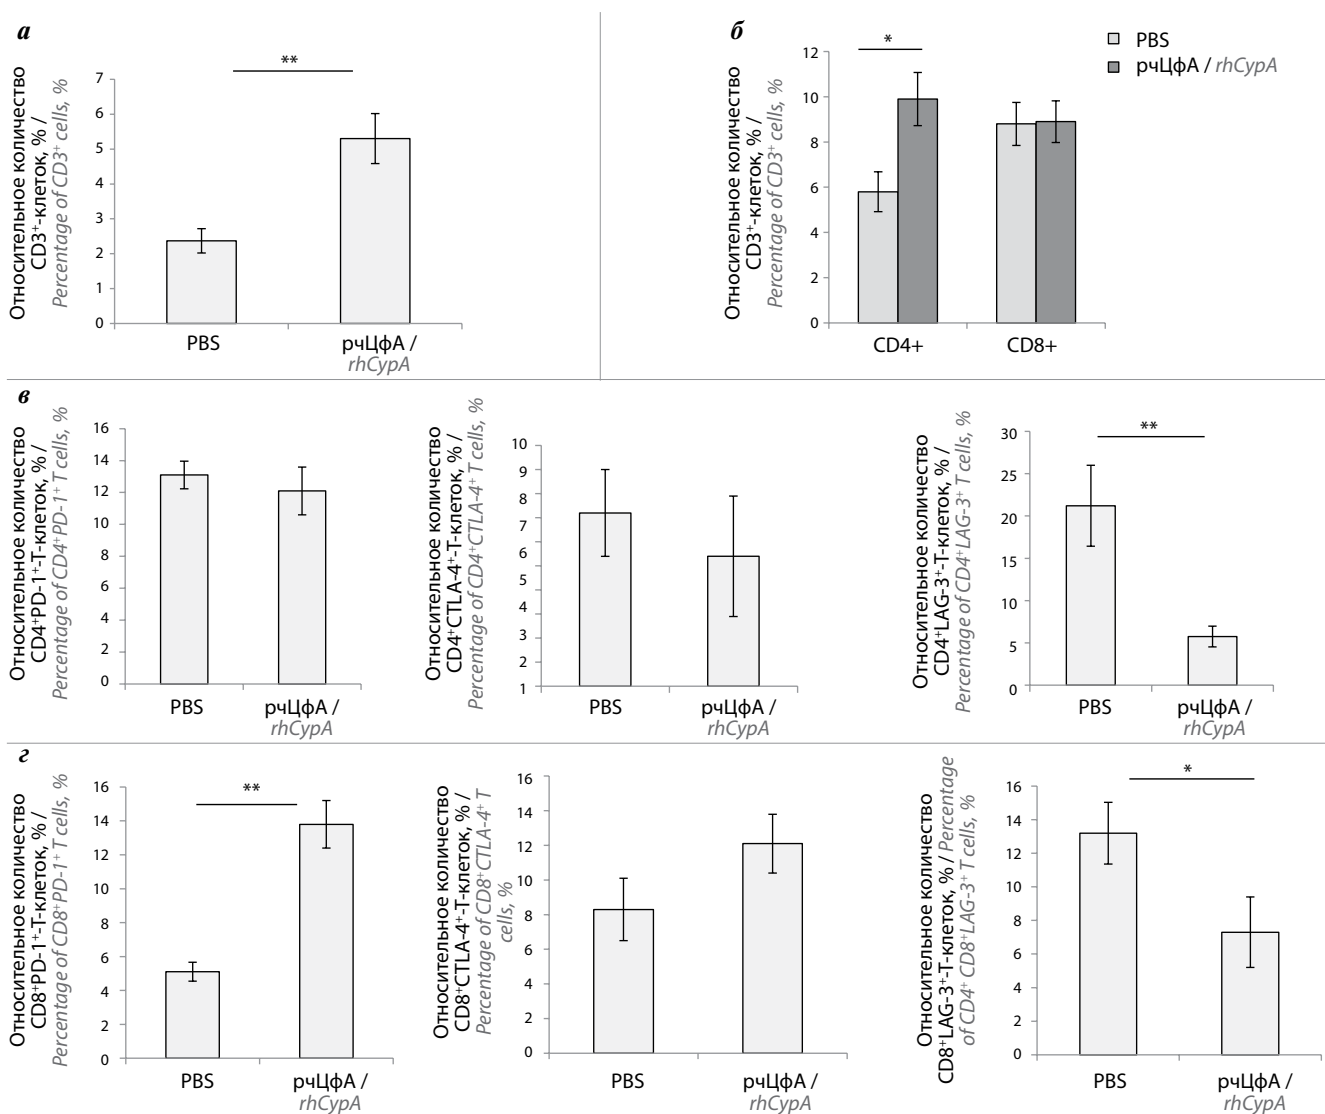 а
Относительное количество
CD3⁺-клеток, % /
Percentage of CD3⁺ cells, %
7
6
5
4
3
2
1
0
**
PBS
рчЦфА /
rhCypA
б
Относительное количество
CD3⁺-клеток, % /
Percentage of CD3⁺ cells, %
12
10
8
6
4
2
0
*
CD4+
CD8+
PBS
рчЦфА / rhCypA
в
Относительное количество
CD4⁺PD-1⁺-Т-клеток, % /
Percentage of CD4⁺PD-1⁺ T cells, %
16
14
12
10
8
6
4
2
0
PBS
рчЦфА /
rhCypA
Относительное количество
CD4⁺CTLA-4⁺-Т-клеток, % /
Percentage of CD4⁺CTLA-4⁺ T cells, %
10
9
8
7
8
7
6
5
4
3
2
1
PBS
рчЦфА /
rhCypA
Относительное количество
CD4⁺LAG-3⁺-Т-клеток, % /
Percentage of CD4⁺LAG-3⁺ T cells, %
30
25
20
15
10
5
0
**
PBS
рчЦфА /
rhCypA
г
Относительное количество
CD8⁺PD-1⁺-Т-клеток, % /
Percentage of CD8⁺PD-1⁺ T cells, %
16
14
12
10
8
6
4
2
0
**
PBS
рчЦфА /
rhCypA
Относительное количество
CD8⁺CTLA-4⁺-Т-клеток, % /
Percentage of CD8⁺CTLA-4⁺ T
cells, %
16
14
12
10
8
6
4
2
0
PBS
рчЦфА /
rhCypA
Относительное количество
CD8⁺LAG-3⁺-Т-клеток, % / Percentage
of CD4⁺ CD8⁺LAG-3⁺ T cells, %
16
14
12
10
8
6
4
2
0
*
PBS
рчЦфА /
rhCypA